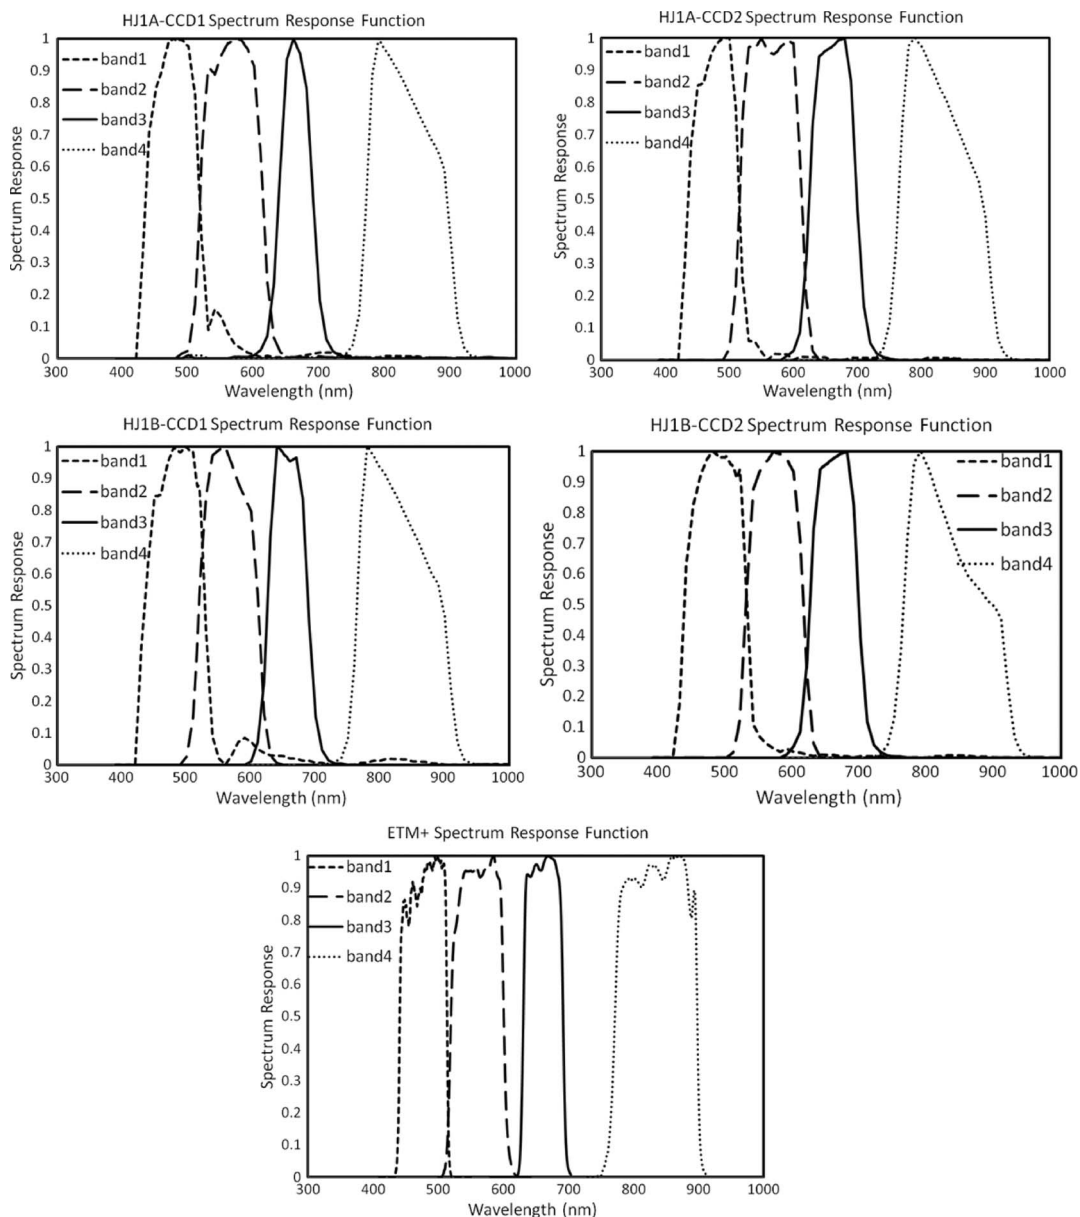 HJ1A-CCD1 Spectrum Response Function
1
0.9
0.8
0.7
0.6
0.5
0.4
0.3
0.2
0.1
0
Spectrum Response
band1
band2
band3
band4
300 400 500 600 700 800 900 1000
Wavelength (nm)
HJ1A-CCD2 Spectrum Response Function
1
0.9
0.8
0.7
0.6
0.5
0.4
0.3
0.2
0.1
0
Spectrum Response
band1
band2
band3
band4
300 400 500 600 700 800 900 1000
Wavelength (nm)
HJ1B-CCD1 Spectrum Response Function
1
0.9
0.8
0.7
0.6
0.5
0.4
0.3
0.2
0.1
0
Spectrum Response
band1
band2
band3
band4
300 400 500 600 700 800 900 1000
Wavelength (nm)
HJ1B-CCD2 Spectrum Response Function
1
0.9
0.8
0.7
0.6
0.5
0.4
0.3
0.2
0.1
0
Spectrum Response
band1
band2
band3
band4
300 400 500 600 700 800 900 1000
Wavelength (nm)
ETM+ Spectrum Response Function
1
0.9
0.8
0.7
0.6
0.5
0.4
0.3
0.2
0.1
0
Spectrum Response
band1
band2
band3
band4
300 400 500 600 700 800 900 1000
Wavelength (nm)